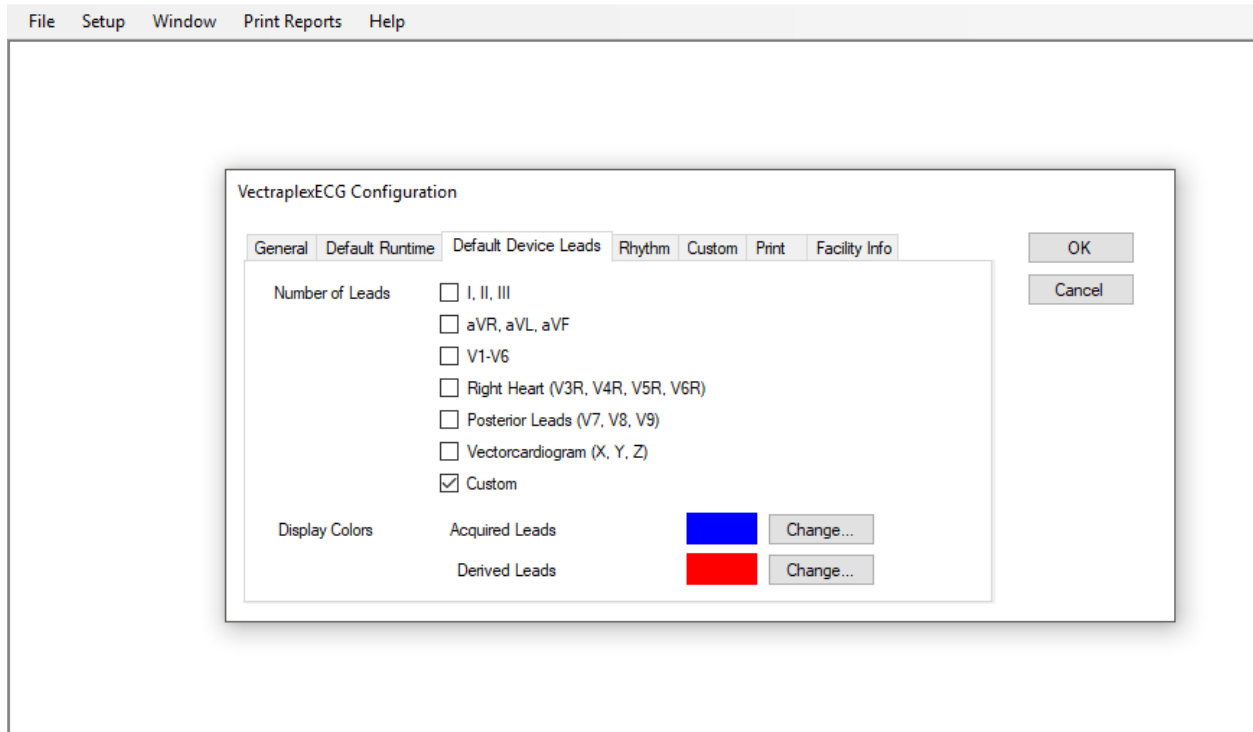 File Setup Window Print Reports Help
VectraplexECG Configuration
General Default Runtime Default Device Leads Rhythm Custom Print Facility Info
OK
Number of Leads I, II, III
Cancel
aVR, aVL, aVF
V1-V6
Right Heart (V3R, V4R, V5R, V6R)
Posterior Leads (V7, V8, V9)
Vectorcardiogram (X, Y, Z)
Custom
Display Colors Acquired Leads Change...
Derived Leads Change...